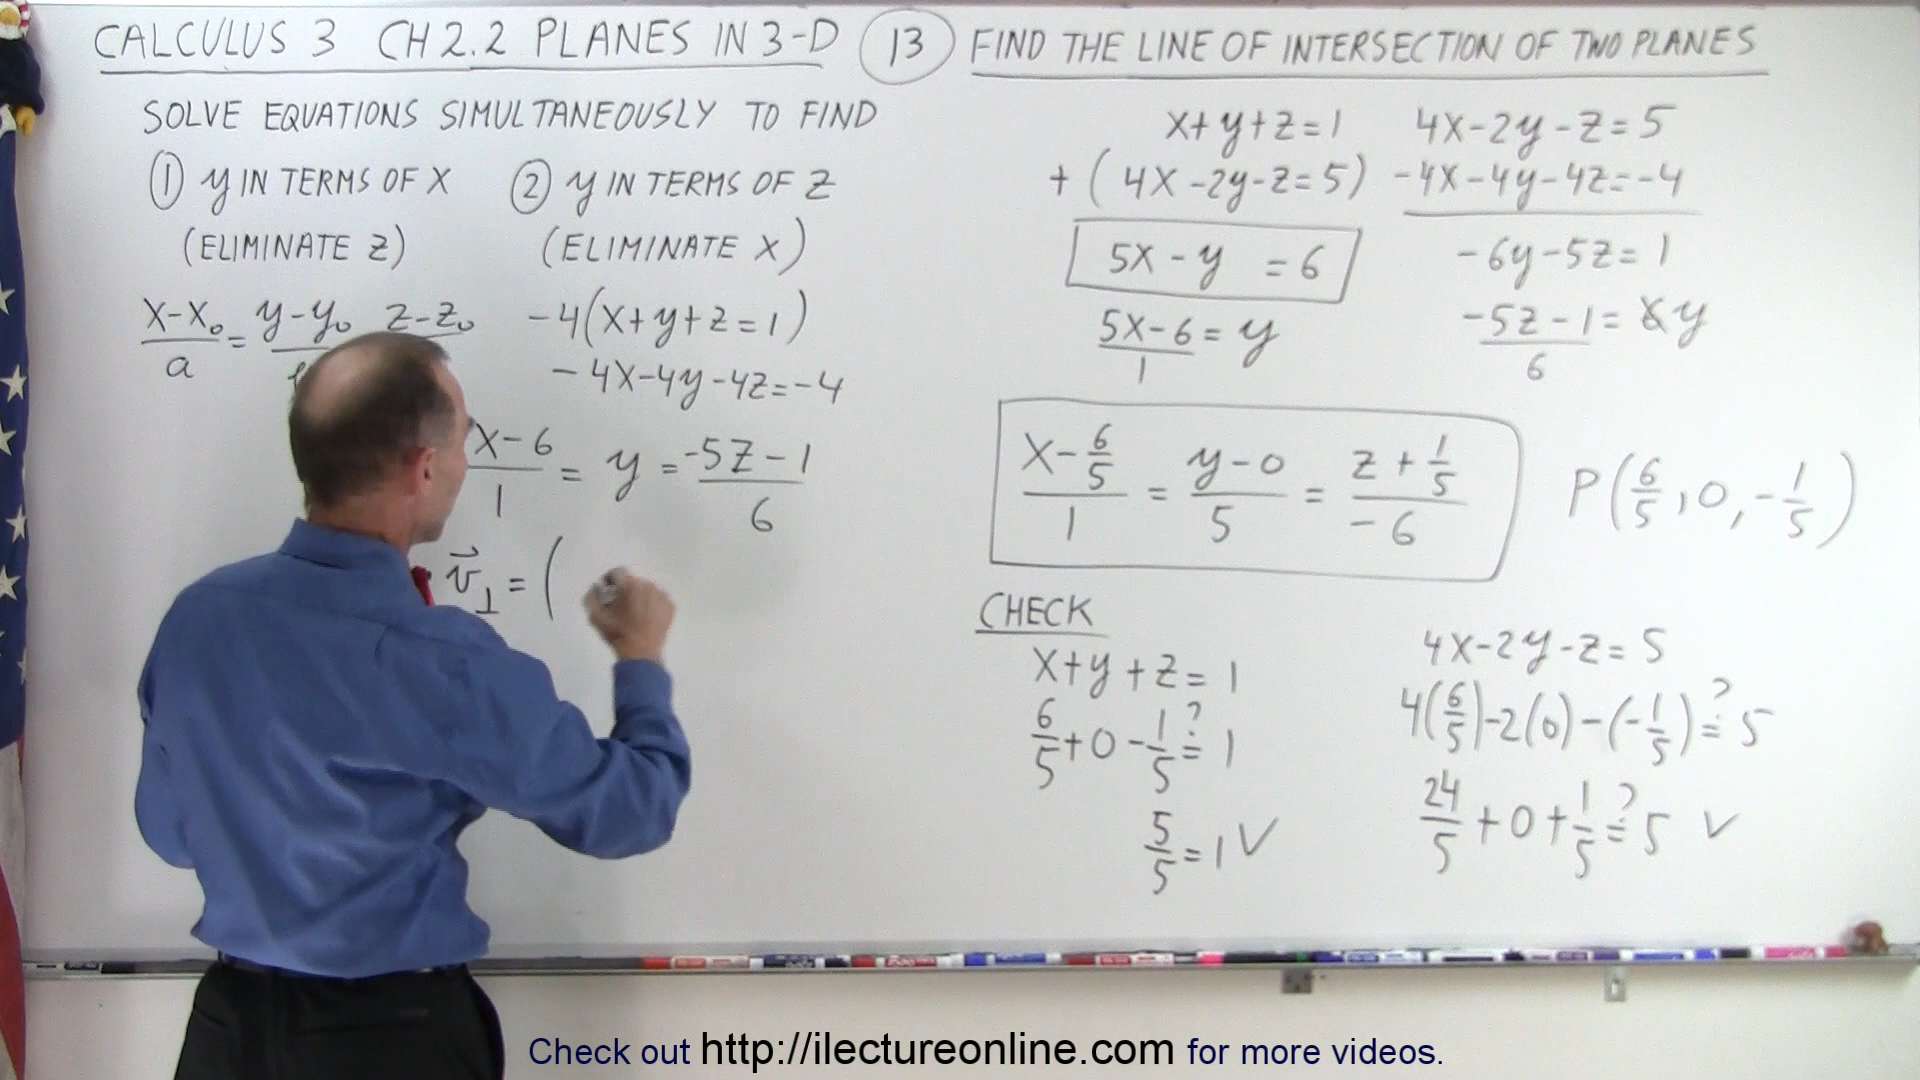 CALCULUS 3 CH 2.2 PLANES IN 3-D 13 FIND THE LINE OF INTERSECTION OF TWO PLANES
SOLVE EQUATIONS SIMULTANEOUSLY TO FIND
① y IN TERMS OF X ② y IN TERMS OF Z
(ELIMINATE Z) (ELIMINATE X)
(x-x₀)/a = (y-y₀)/ (z-z₀)
-4(x+y+z=1)
-4x-4y-4z=-4
(x-6)/1 = y = (-5z-1)/6
v⃗⊥ = (
x+y+z=1
+(4x-2y-z=5)
5x-y =6
(5x-6)/1 = y
4x-2y-z=5
-4x-4y-4z=-4
-6y-5z=1
(-5z-1)/6 = y
(x-6/5)/1 = (y-0)/5 = (z+1/5)/-6
P(6/5, 0, -1/5)
CHECK
x+y+z=1
6/5+0-1/5 ?= 1
5/5=1 ✓
4x-2y-z=5
4(6/5)-2(0)-(-1/5) ?= 5
24/5+0+1/5 ?= 5 ✓
Check out http://ilectureonline.com for more videos.